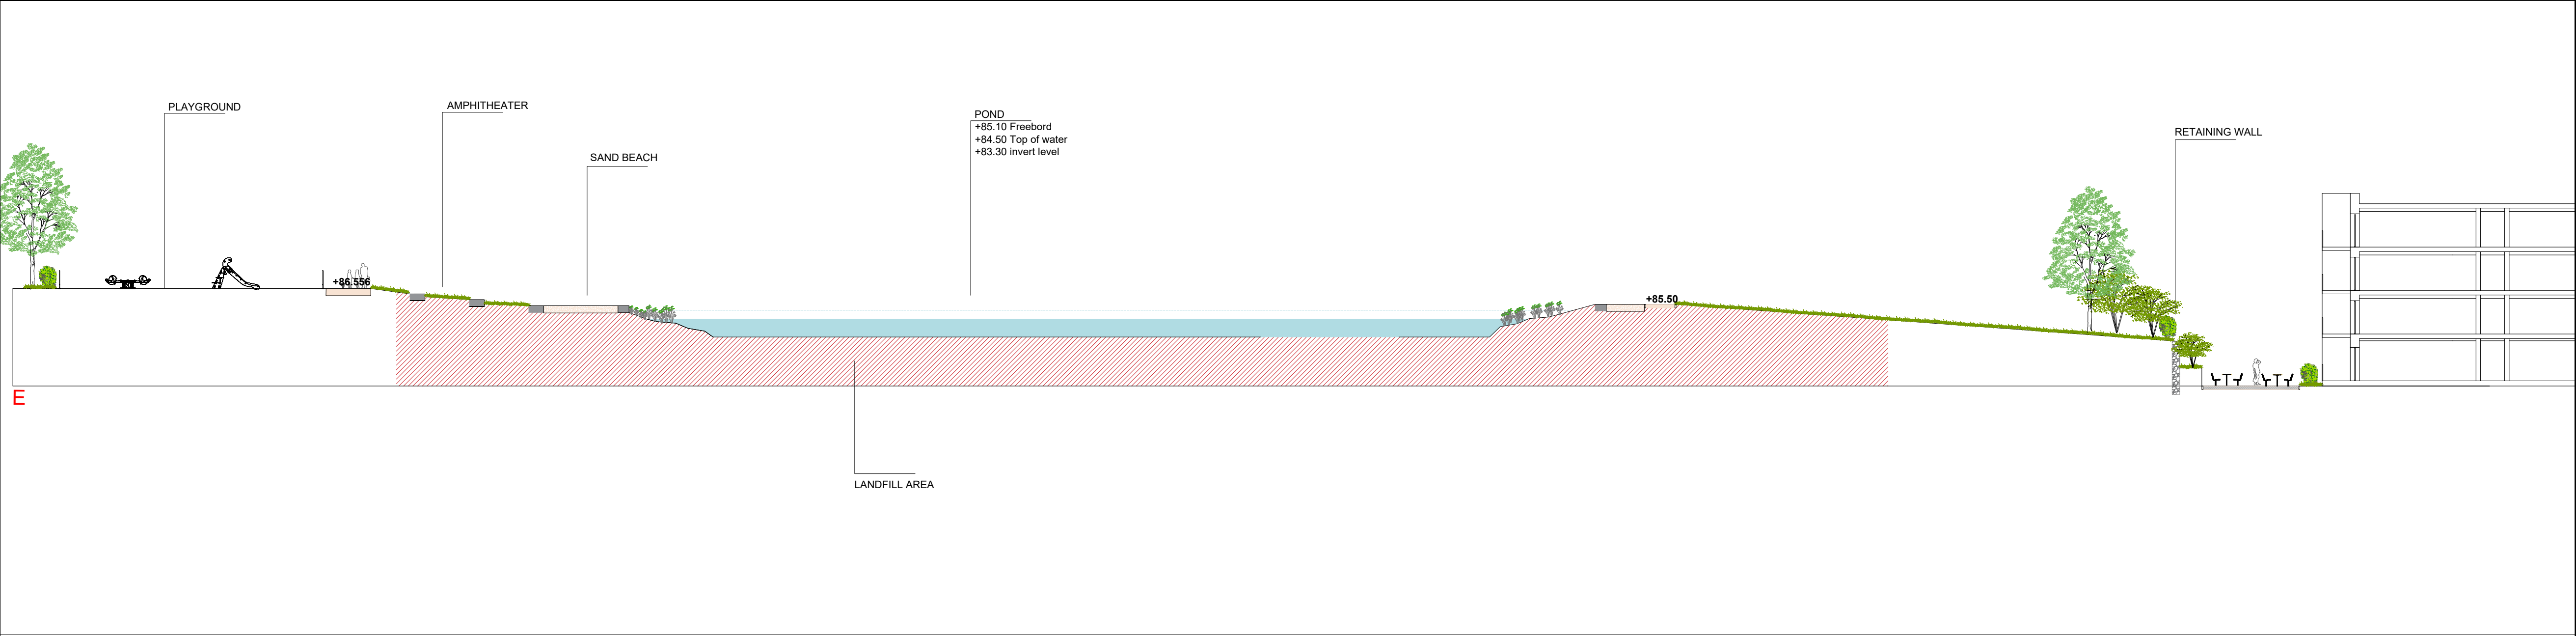 PLAYGROUND
AMPHITHEATER
SAND BEACH
POND
+85.10 Freebord
+84.50 Top of water
+83.30 invert level
RETAINING WALL
+86.556
+85.50
E
LANDFILL AREA